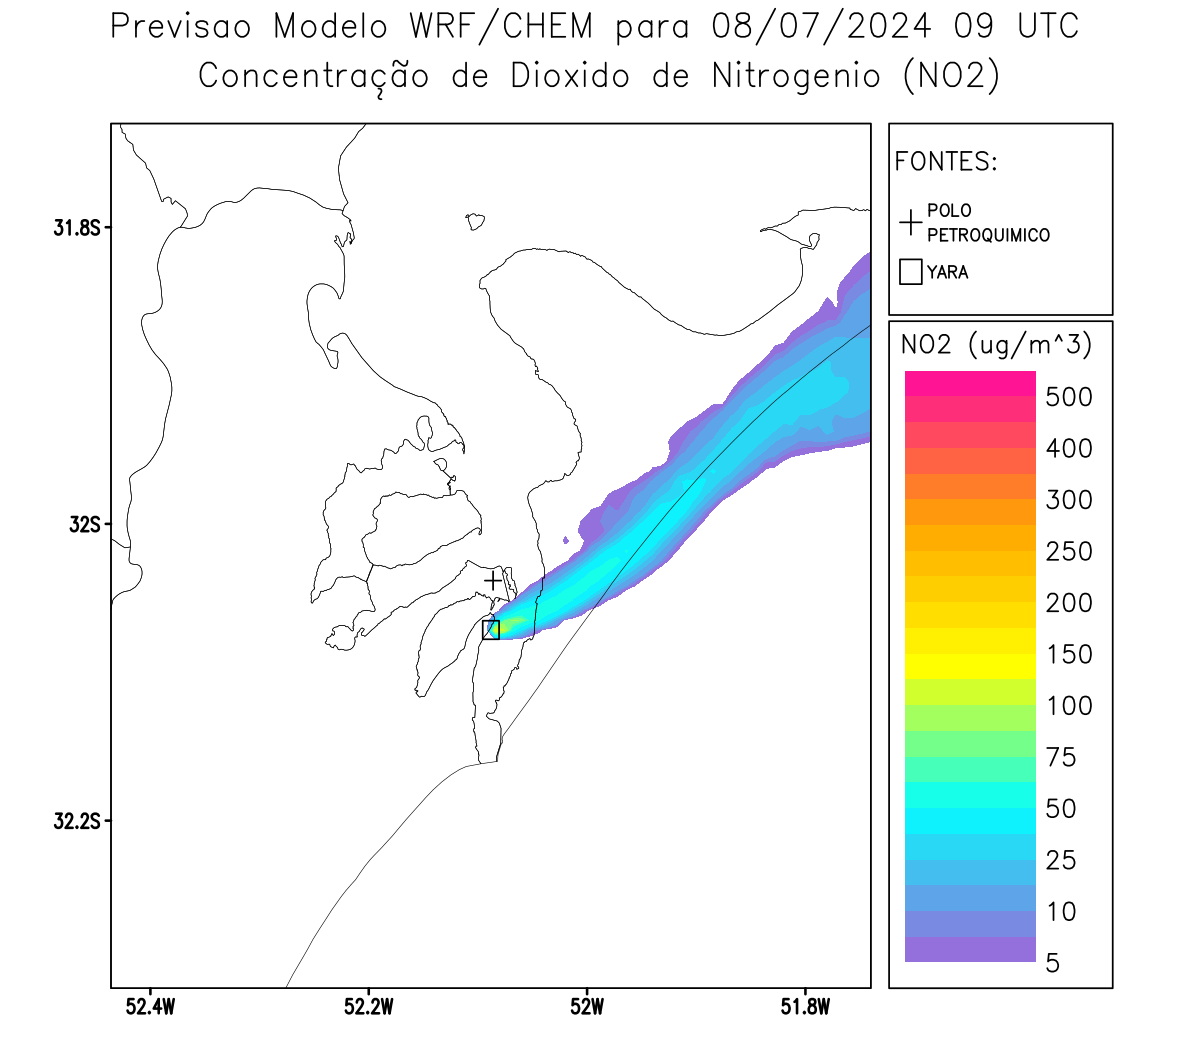 Previsao Modelo WRF/CHEM para 08/07/2024 09 UTC
Concentração de Dioxido de Nitrogenio (NO2)
FONTES:
POLO
PETROQUIMICO
YARA
31.8S
32S
32.2S
52.4W
52.2W
52W
51.8W
NO2 (ug/m^3)
500
400
300
250
200
150
100
75
50
25
10
5